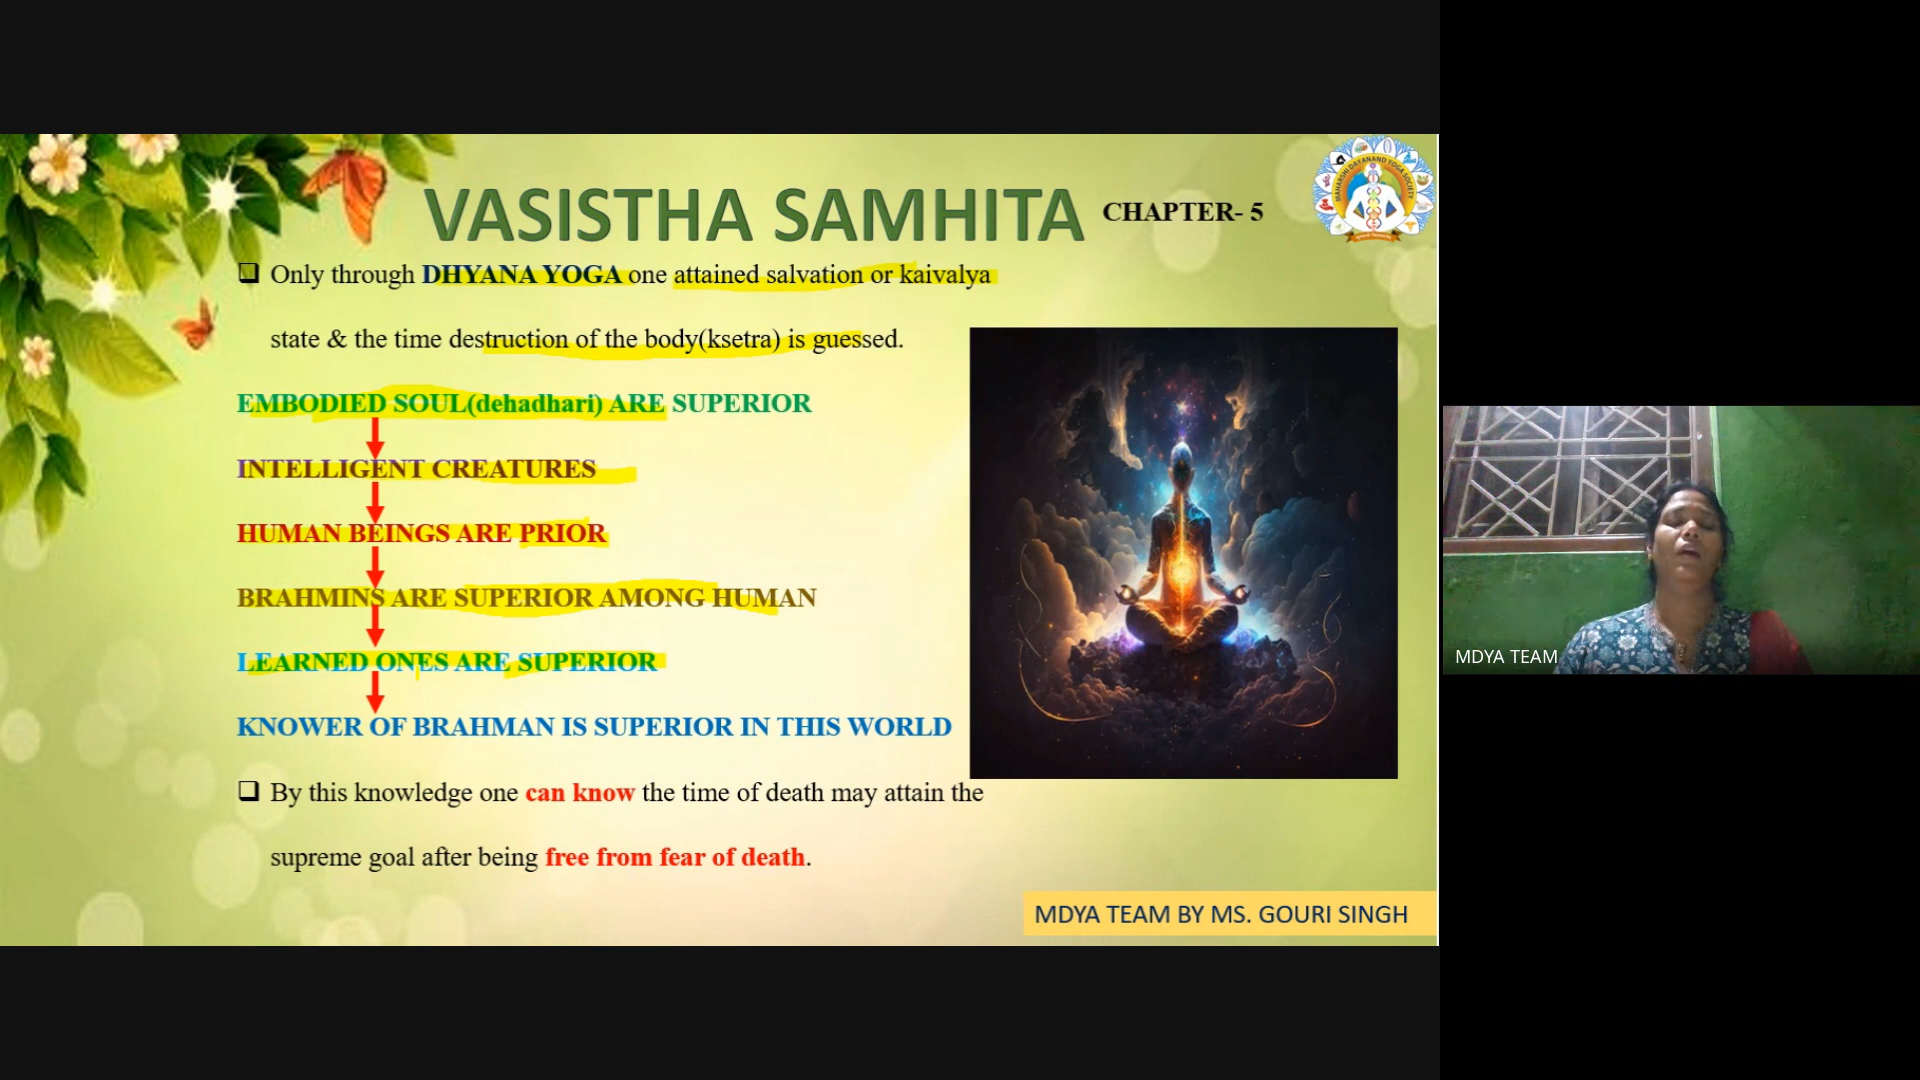 VASISTHA SAMHITA CHAPTER- 5
MAHARSHI DAYANAND YOGA SOCIETY
❑ Only through DHYANA YOGA one attained salvation or kaivalya
state & the time destruction of the body(ksetra) is guessed.
EMBODIED SOUL(dehadhari) ARE SUPERIOR
INTELLIGENT CREATURES
HUMAN BEINGS ARE PRIOR
BRAHMINS ARE SUPERIOR AMONG HUMAN
LEARNED ONES ARE SUPERIOR
KNOWER OF BRAHMAN IS SUPERIOR IN THIS WORLD
❑ By this knowledge one can know the time of death may attain the
supreme goal after being free from fear of death.
MDYA TEAM BY MS. GOURI SINGH
MDYA TEAM